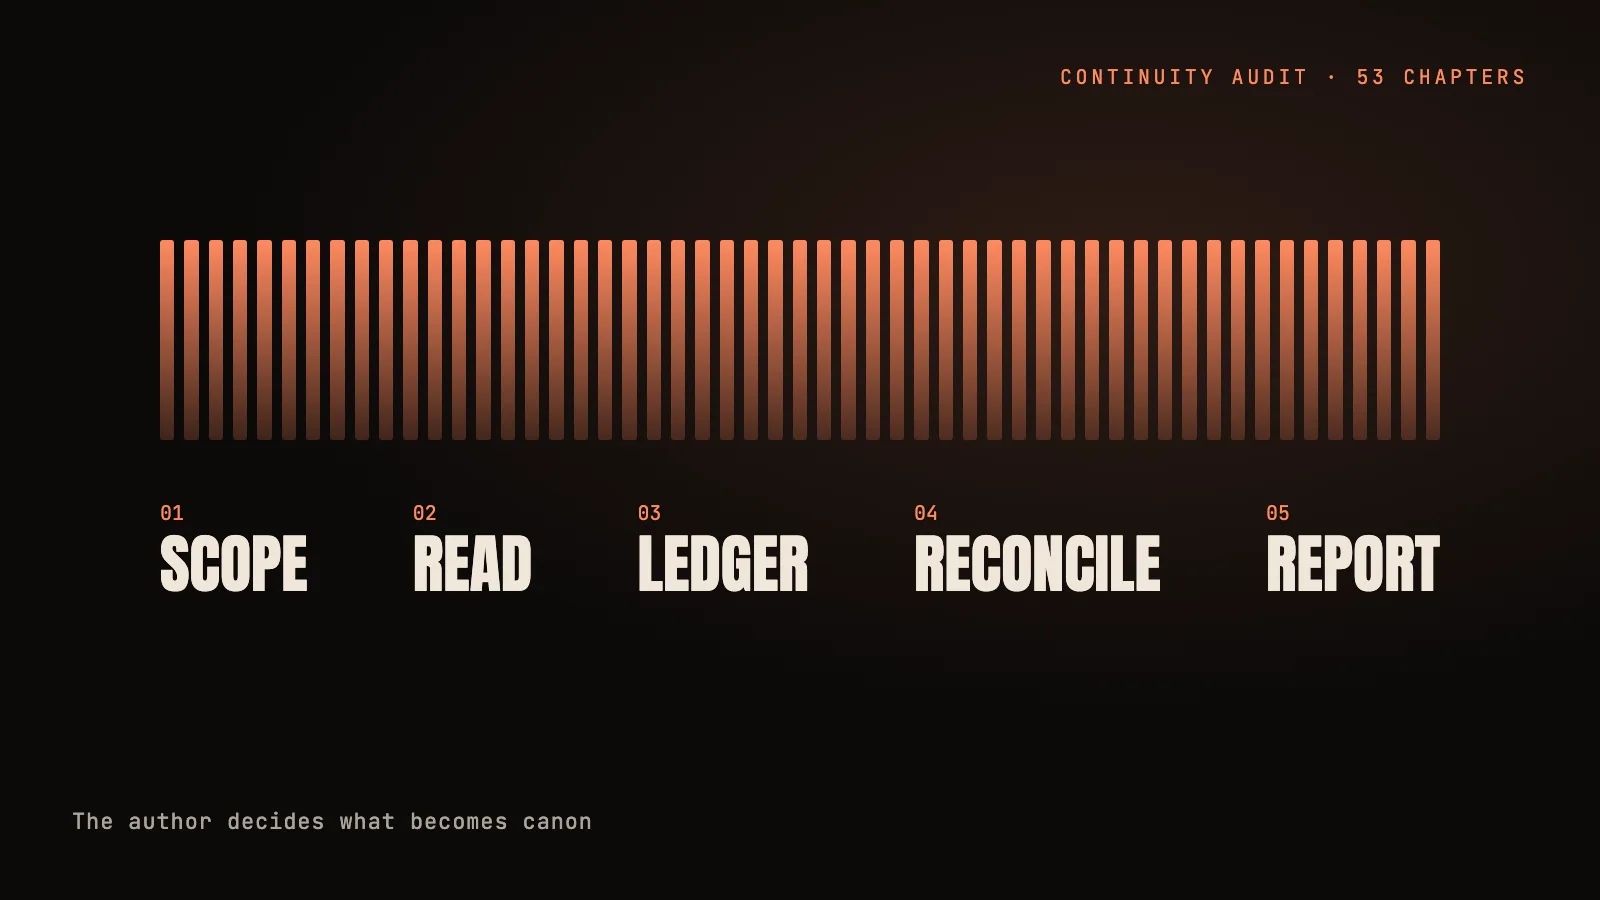 CONTINUITY AUDIT · 53 CHAPTERS
01
SCOPE
02
READ
03
LEDGER
04
RECONCILE
05
REPORT
The author decides what becomes canon